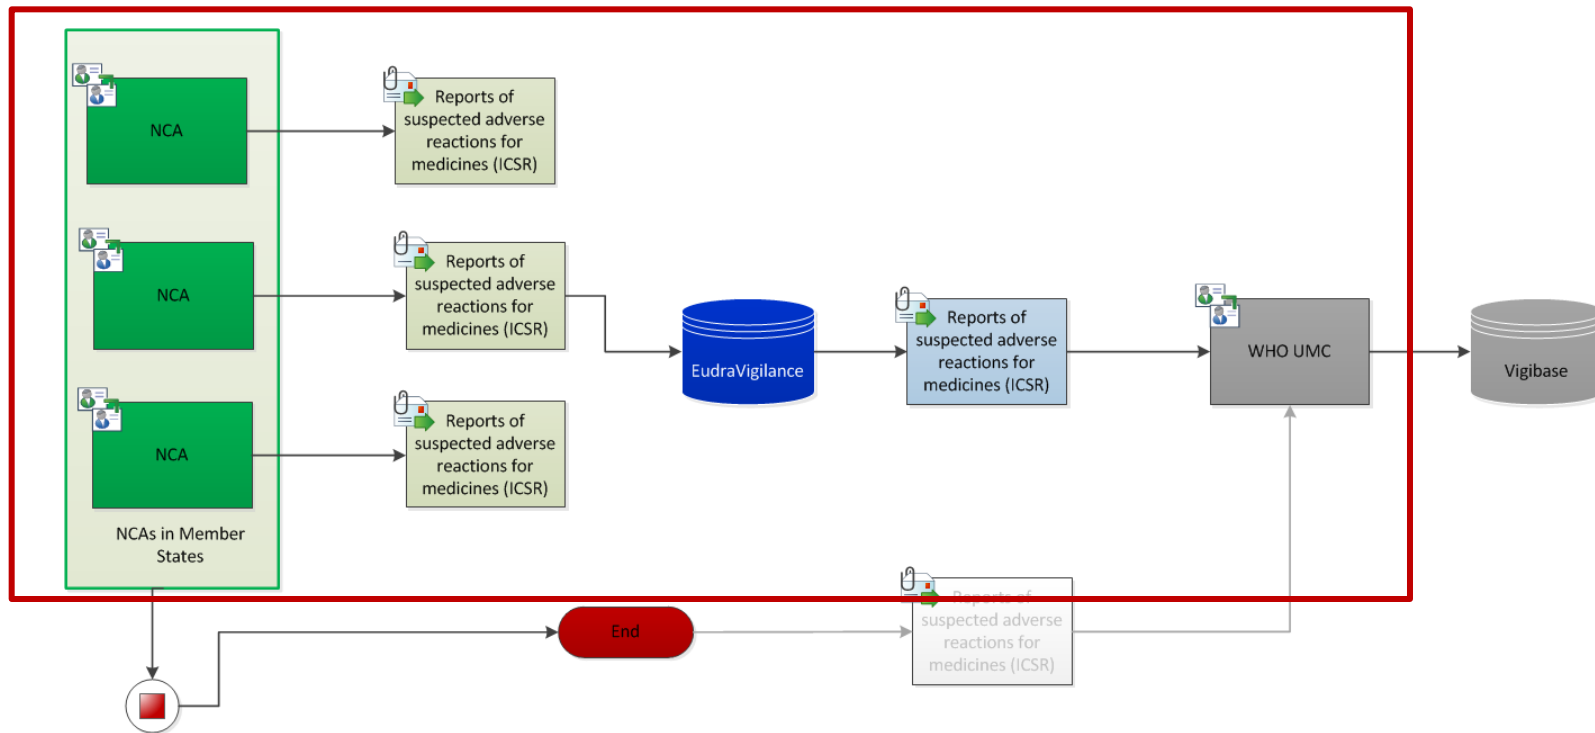 NCA
Reports of
suspected adverse
reactions for
medicines (ICSR)
NCA
Reports of
suspected adverse
reactions for
medicines (ICSR)
EudraVigilance
Reports of
suspected adverse
reactions for
medicines (ICSR)
WHO UMC
Vigibase
NCA
Reports of
suspected adverse
reactions for
medicines (ICSR)
NCAs in Member
States
End
Reports of
suspected adverse
reactions for
medicines (ICSR)